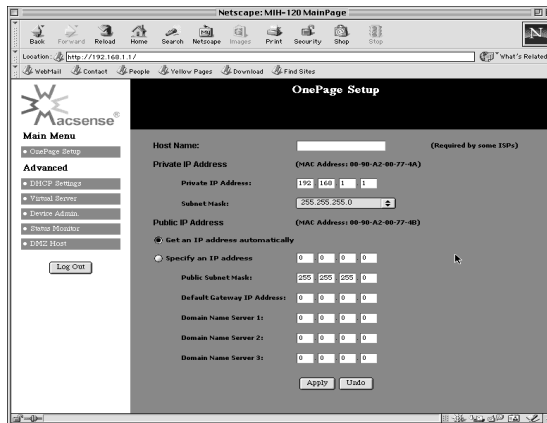 Netscape: MIH-120 MainPage
Back Forward Reload Home Search Netscape Images Print Security Shop Stop
N
Location: http://192.168.1.1/ What's Related
WebMail Contact People Yellow Pages Download Find Sites
Macsense®
OnePage Setup
Main Menu
OnePage Setup
Advanced
DHCP Settings
Virtual Server
Device Admin.
Status Monitor
DMZ Host
Log Out
Host Name: (Required by some ISPs)
Private IP Address (MAC Address: 00-90-A2-00-77-4A)
Private IP Address: 192 . 168 . 1 . 1
Subnet Mask: 255.255.255.0
Public IP Address (MAC Address: 00-90-A2-00-77-4B)
Get an IP address automatically
Specify an IP address 0 . 0 . 0 . 0
Public Subnet Mask: 255 . 255 . 255 . 0
Default Gateway IP Address: 0 . 0 . 0 . 0
Domain Name Server 1: 0 . 0 . 0 . 0
Domain Name Server 2: 0 . 0 . 0 . 0
Domain Name Server 3: 0 . 0 . 0 . 0
Apply Undo